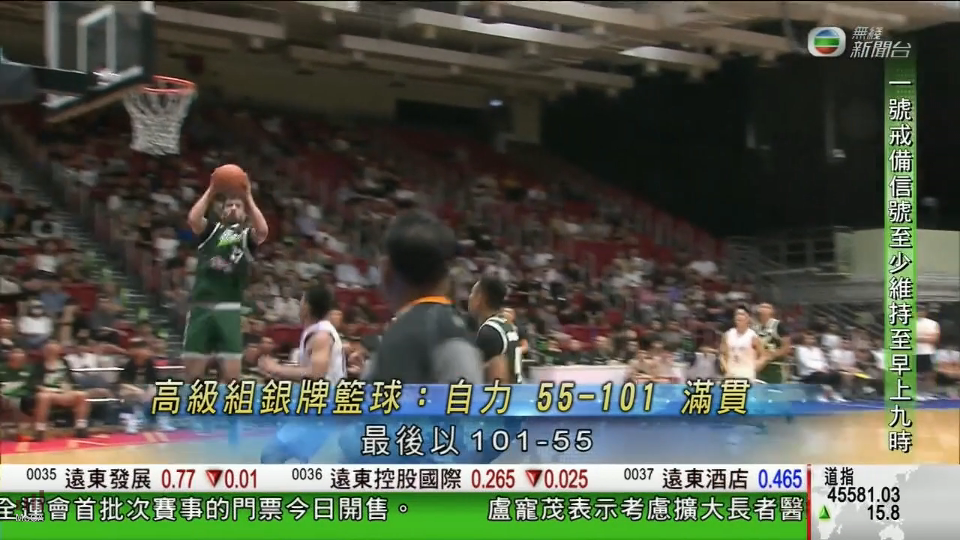 無綫
新聞台
一號戒備信號至少維持至早上九時
高級組銀牌籃球：自力 55-101 滿貫
最後以101-55
0035 遠東發展 0.77 ▼0.01 0036 遠東控股國際 0.265 ▼0.025 0037 遠東酒店 0.465
道指
45581.03
▲ 15.8
全運會首批次賽事的門票今日開售。 盧寵茂表示考慮擴大長者醫